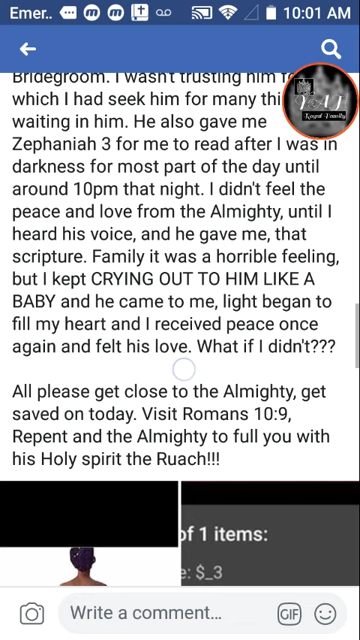 Emer..
10:01 AM
Bridegroom. I wasn't trusting him fo
which I had seek him for many thi
waiting in him. He also gave me
Zephaniah 3 for me to read after I was in
darkness for most part of the day until
around 10pm that night. I didn't feel the
peace and love from the Almighty, until I
heard his voice, and he gave me, that
scripture. Family it was a horrible feeling,
but I kept CRYING OUT TO HIM LIKE A
BABY and he came to me, light began to
fill my heart and I received peace once
again and felt his love. What if I didn't???
All please get close to the Almighty, get
saved on today. Visit Romans 10:9,
Repent and the Almighty to full you with
his Holy spirit the Ruach!!!
of 1 items:
e: $_3
Write a comment...
GIF
YAJ
Royal Family